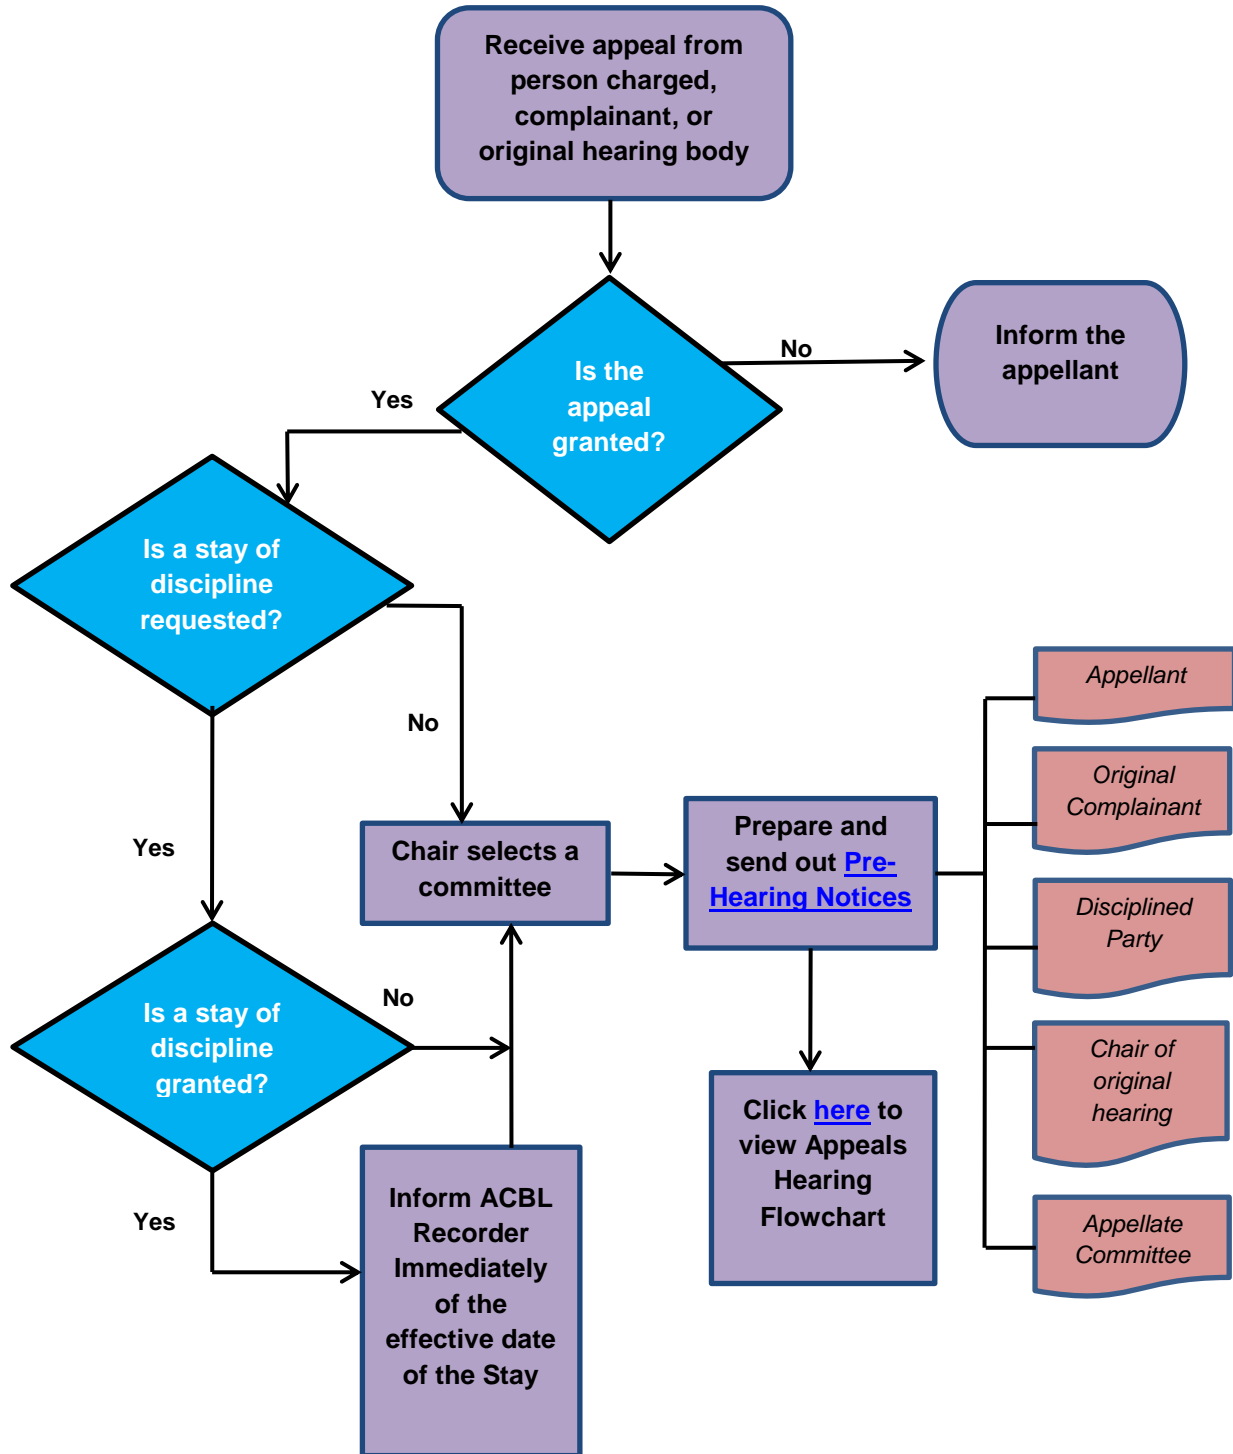 Receive appeal from
person charged,
complainant, or
original hearing body
Is the
appeal
granted?
No
Inform the
appellant
Yes
Is a stay of
discipline
requested?
No
Yes
Chair selects a
committee
Prepare and
send out Pre-
Hearing Notices
Appellant
Original
Complainant
Disciplined
Party
Chair of
original
hearing
Appellate
Committee
Is a stay of
discipline
granted?
No
Yes
Inform ACBL
Recorder
Immediately
of the
effective date
of the Stay
Click here to
view Appeals
Hearing
Flowchart